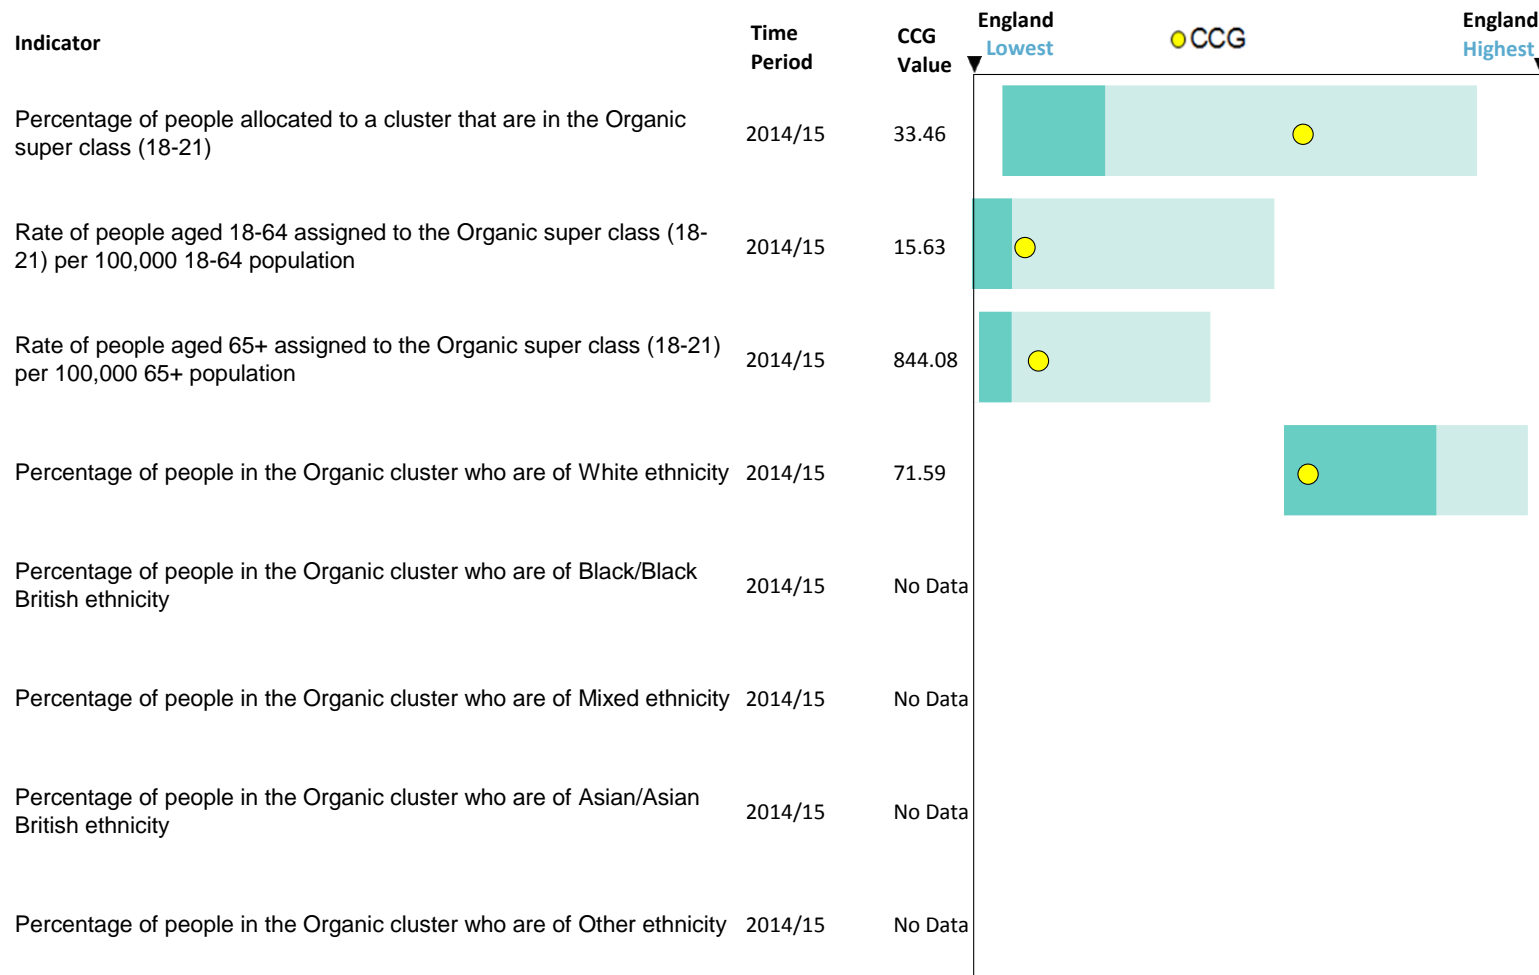 Indicator
Time
Period
CCG
Value
England
Lowest
CCG
England
Highest
Percentage of people allocated to a cluster that are in the Organic
super class (18-21)
2014/15
33.46
Rate of people aged 18-64 assigned to the Organic super class (18-
21) per 100,000 18-64 population
2014/15
15.63
Rate of people aged 65+ assigned to the Organic super class (18-21)
per 100,000 65+ population
2014/15
844.08
Percentage of people in the Organic cluster who are of White ethnicity
2014/15
71.59
Percentage of people in the Organic cluster who are of Black/Black
British ethnicity
2014/15
No Data
Percentage of people in the Organic cluster who are of Mixed ethnicity
2014/15
No Data
Percentage of people in the Organic cluster who are of Asian/Asian
British ethnicity
2014/15
No Data
Percentage of people in the Organic cluster who are of Other ethnicity
2014/15
No Data